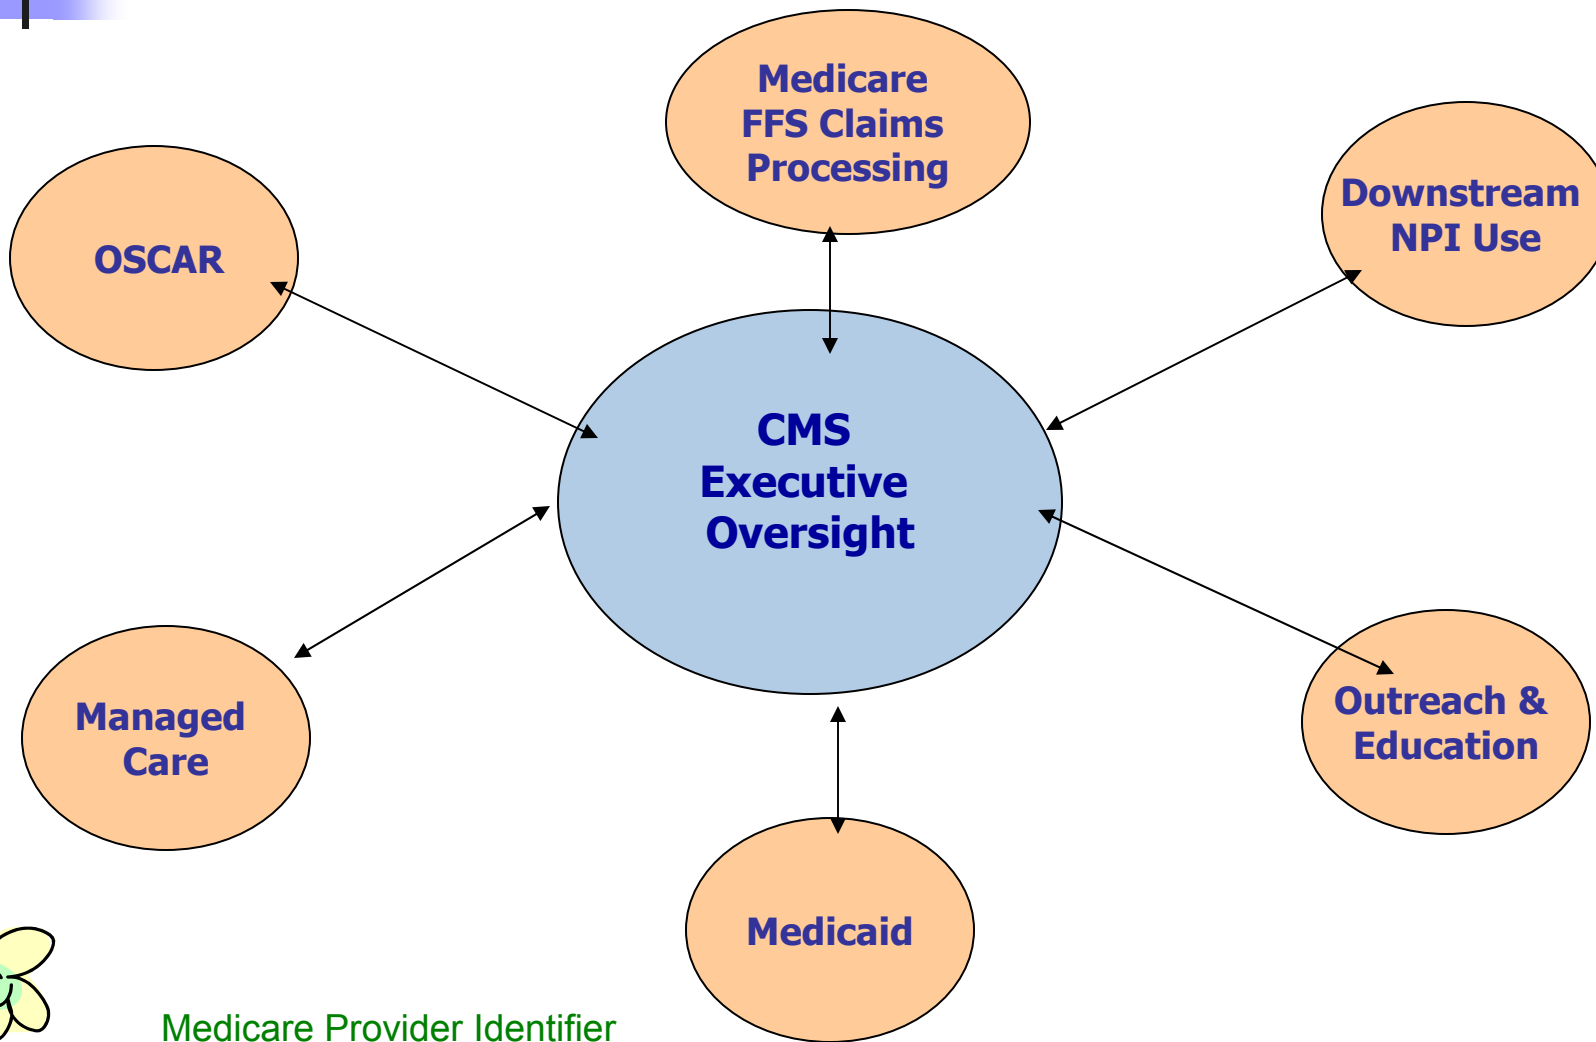 Medicare
FFS Claims
Processing
Downstream
NPI Use
OSCAR
CMS
Executive
Oversight
Managed
Care
Outreach &
Education
Medicaid
Medicare Provider Identifier